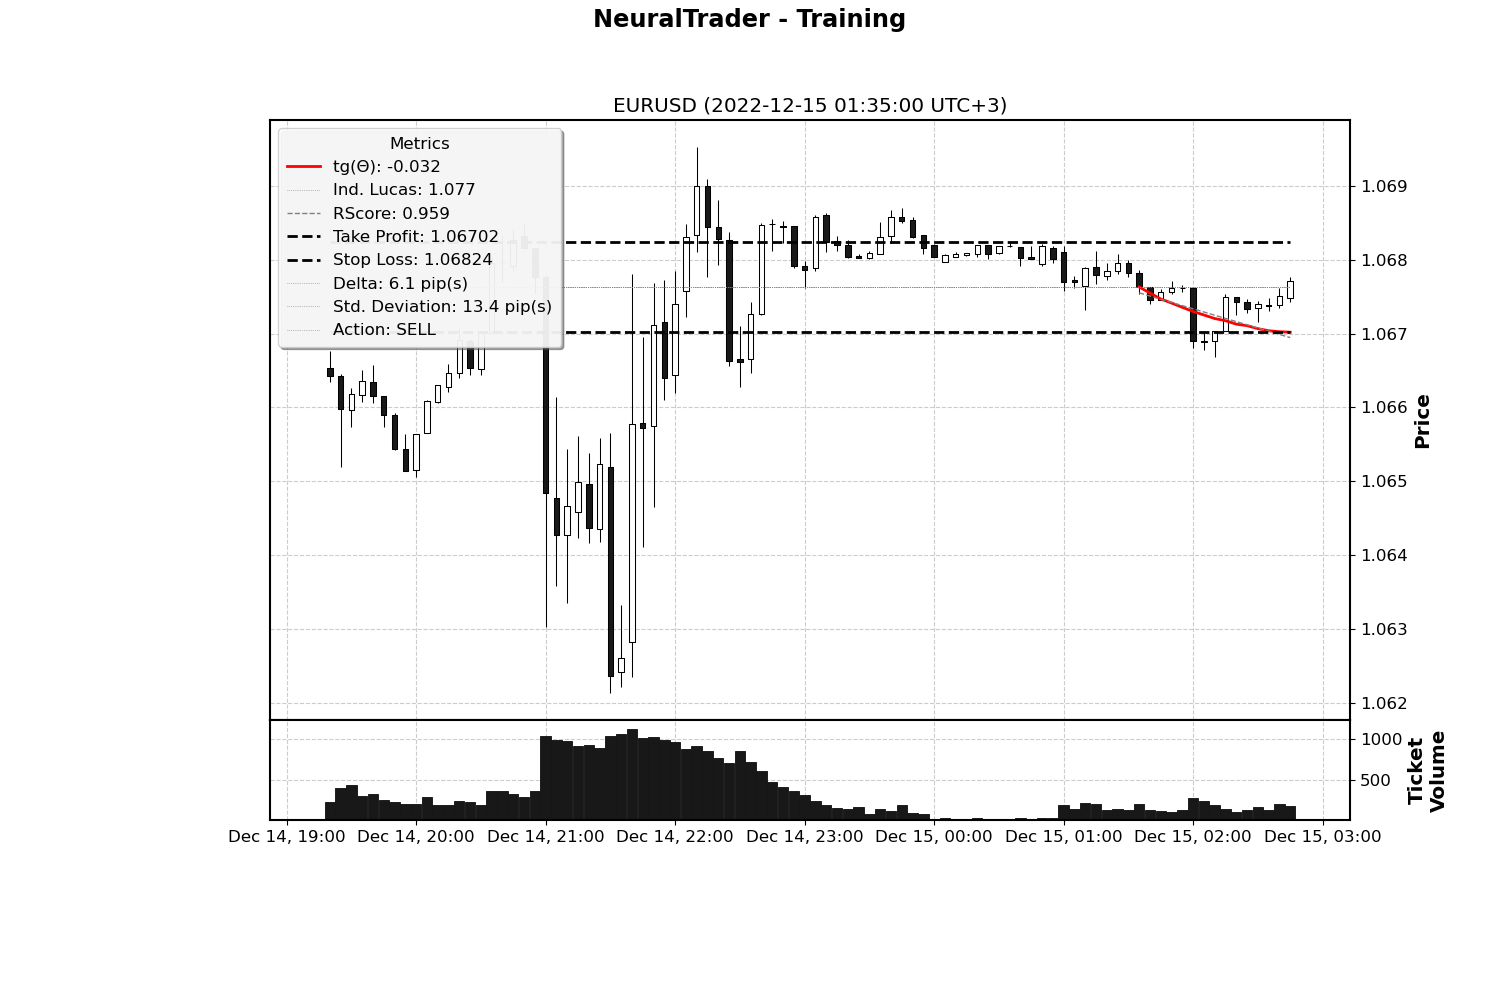 NeuralTrader - Training
EURUSD (2022-12-15 01:35:00 UTC+3)
Metrics
tg(Θ): -0.032
Ind. Lucas: 1.077
RScore: 0.959
Take Profit: 1.06702
Stop Loss: 1.06824
Delta: 6.1 pip(s)
Std. Deviation: 13.4 pip(s)
Action: SELL
1.069
1.068
1.067
1.066
1.065
1.064
1.063
1.062
Price
1000
500
Ticket
Volume
Dec 14, 19:00 Dec 14, 20:00 Dec 14, 21:00 Dec 14, 22:00 Dec 14, 23:00 Dec 15, 00:00 Dec 15, 01:00 Dec 15, 02:00 Dec 15, 03:00